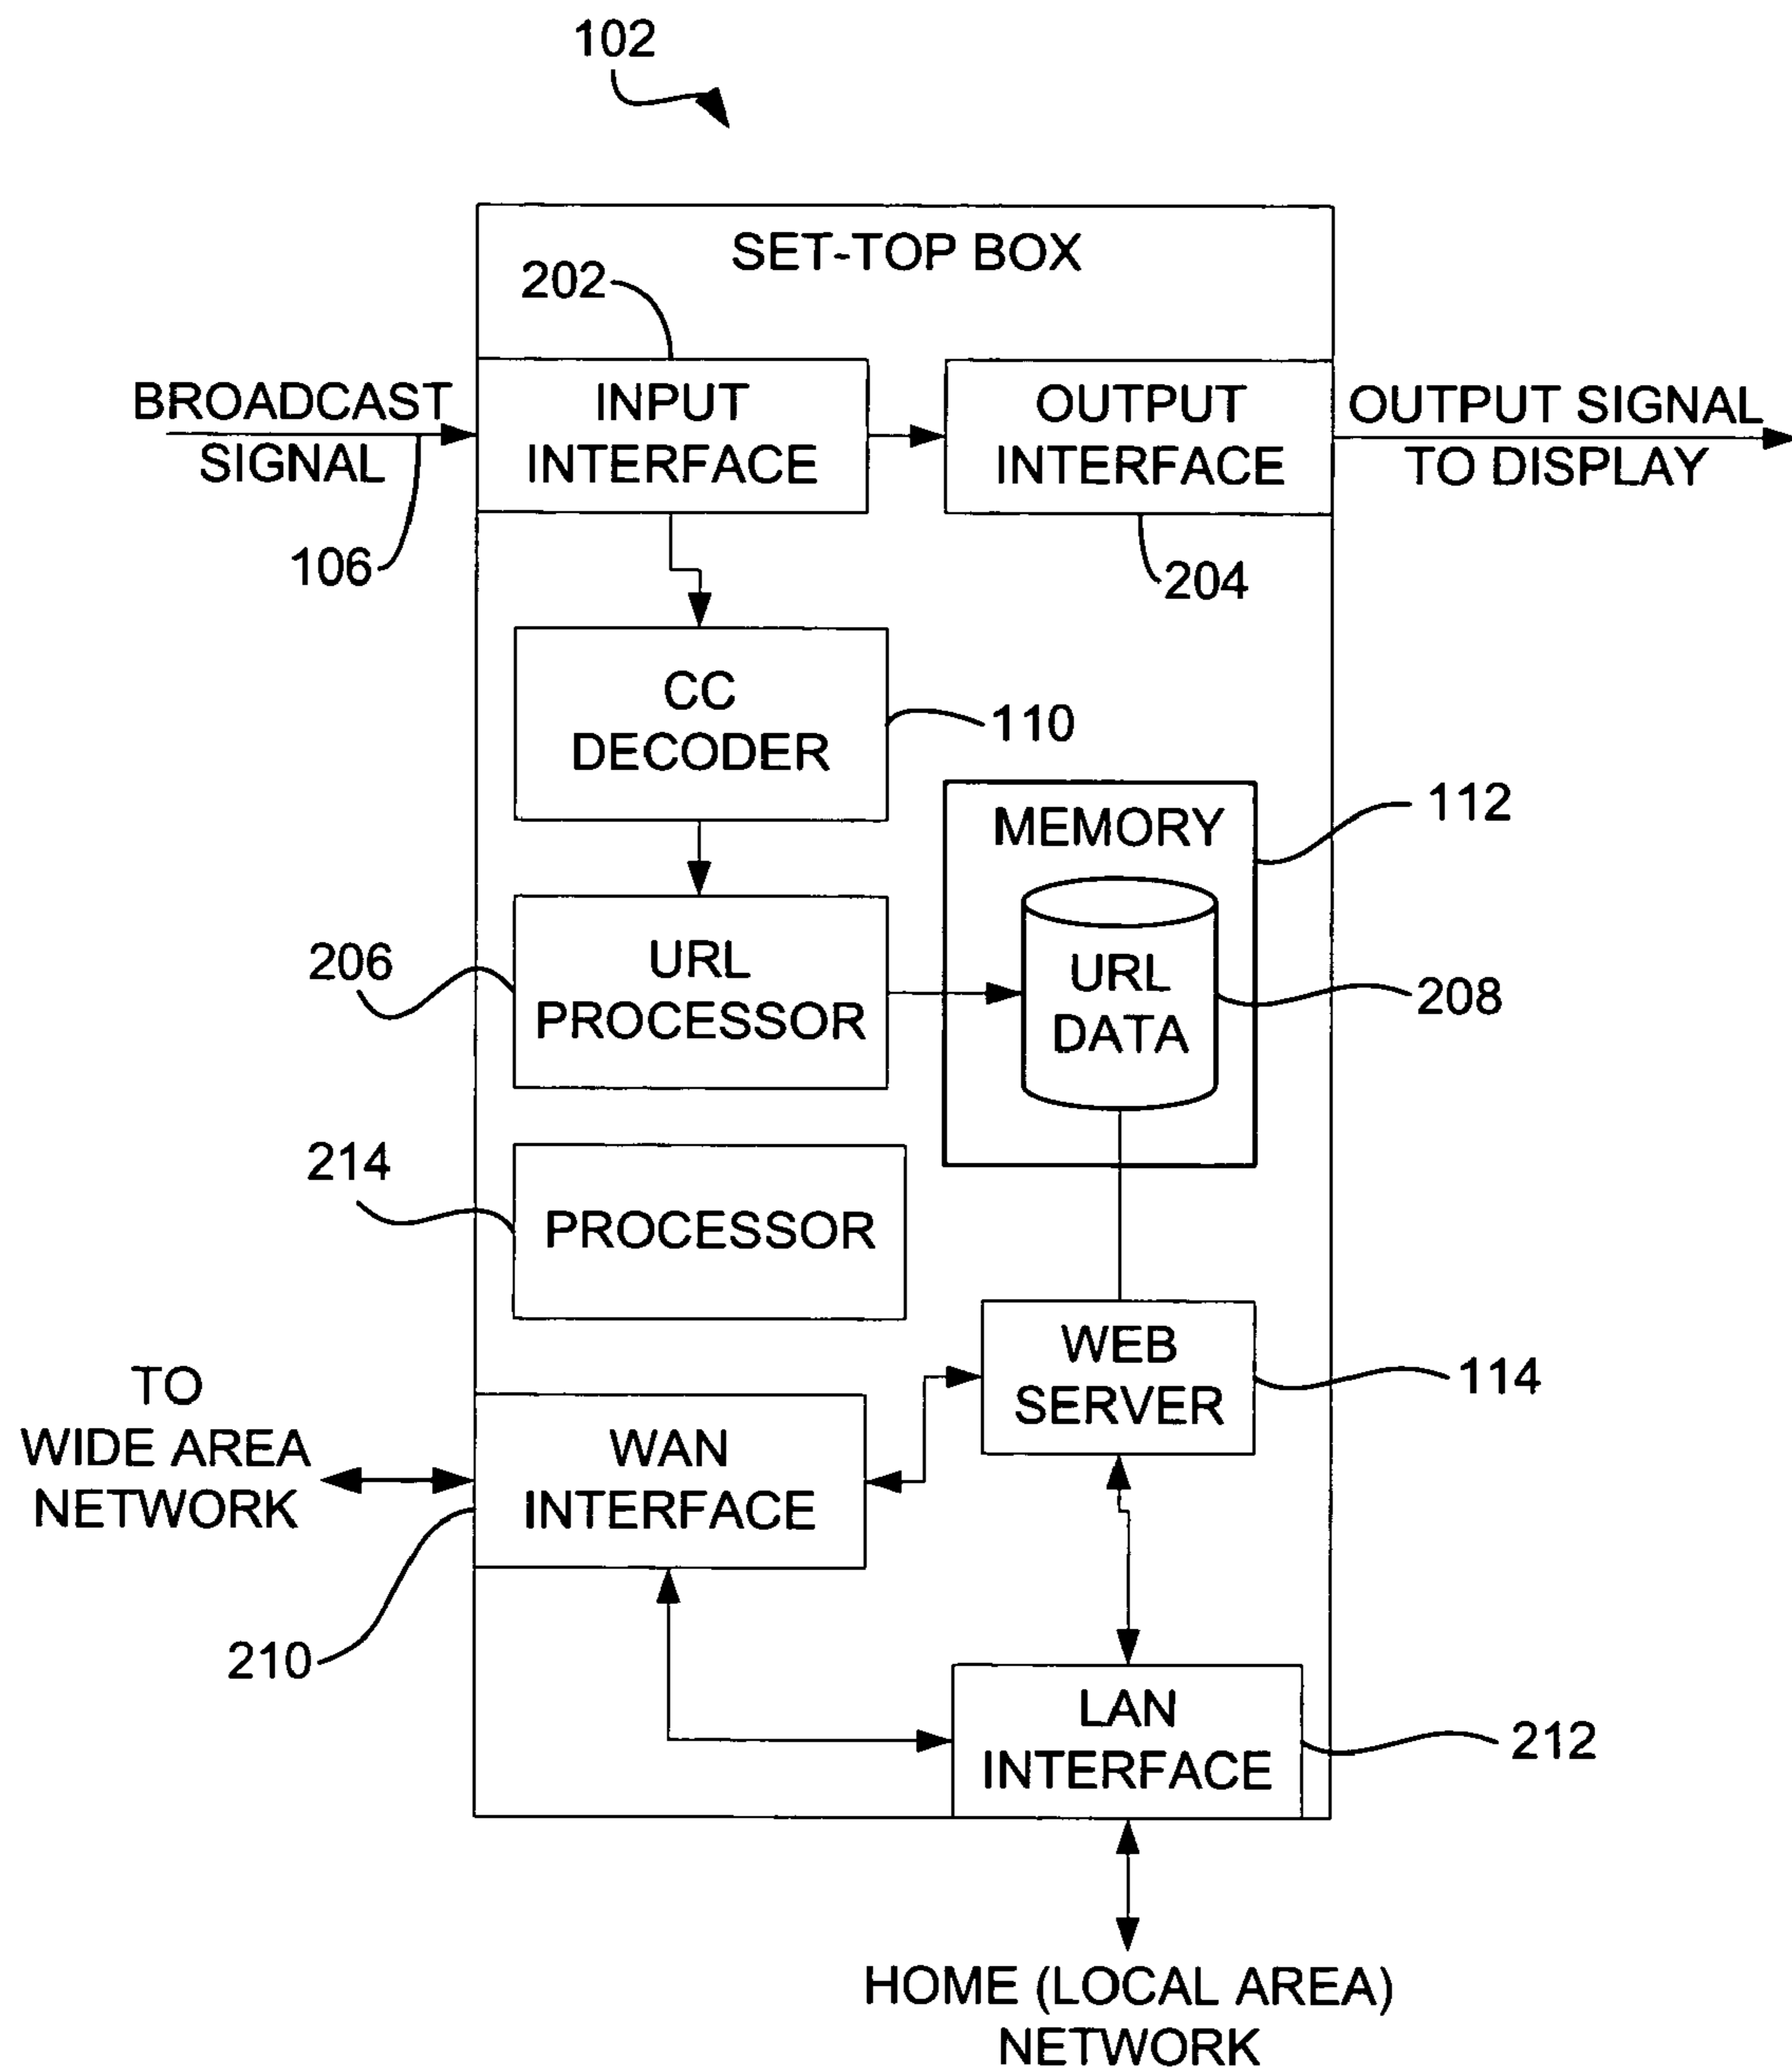 102
SET-TOP BOX
202
BROADCAST
SIGNAL
106
INPUT
INTERFACE
OUTPUT
INTERFACE
204
OUTPUT SIGNAL
TO DISPLAY
CC
DECODER
110
MEMORY
112
URL
PROCESSOR
206
URL
DATA
208
214
PROCESSOR
WEB
SERVER
114
TO
WIDE AREA
NETWORK
WAN
INTERFACE
210
LAN
INTERFACE
212
HOME (LOCAL AREA)
NETWORK